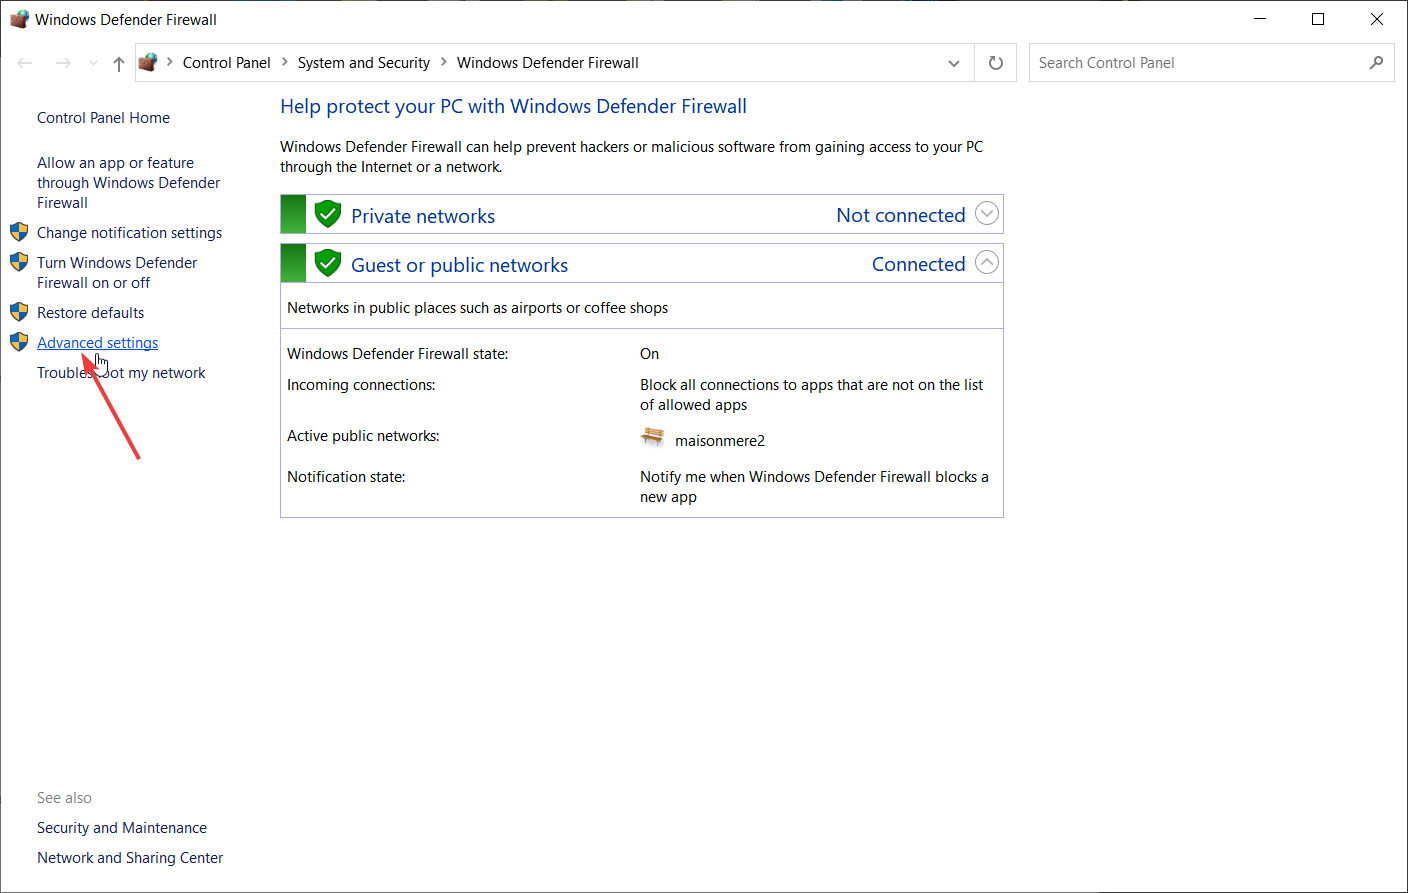 Windows Defender Firewall
Control Panel
System and Security
Windows Defender Firewall
Search Control Panel
Control Panel Home
Allow an app or feature
through Windows Defender
Firewall
Change notification settings
Turn Windows Defender
Firewall on or off
Restore defaults
Advanced settings
Troubleshoot my network
Help protect your PC with Windows Defender Firewall
Windows Defender Firewall can help prevent hackers or malicious software from gaining access to your PC
through the Internet or a network.
Private networks
Not connected
Guest or public networks
Connected
Networks in public places such as airports or coffee shops
Windows Defender Firewall state:
On
Incoming connections:
Block all connections to apps that are not on the list
of allowed apps
Active public networks:
maisonmere2
Notification state:
Notify me when Windows Defender Firewall blocks a
new app
See also
Security and Maintenance
Network and Sharing Center